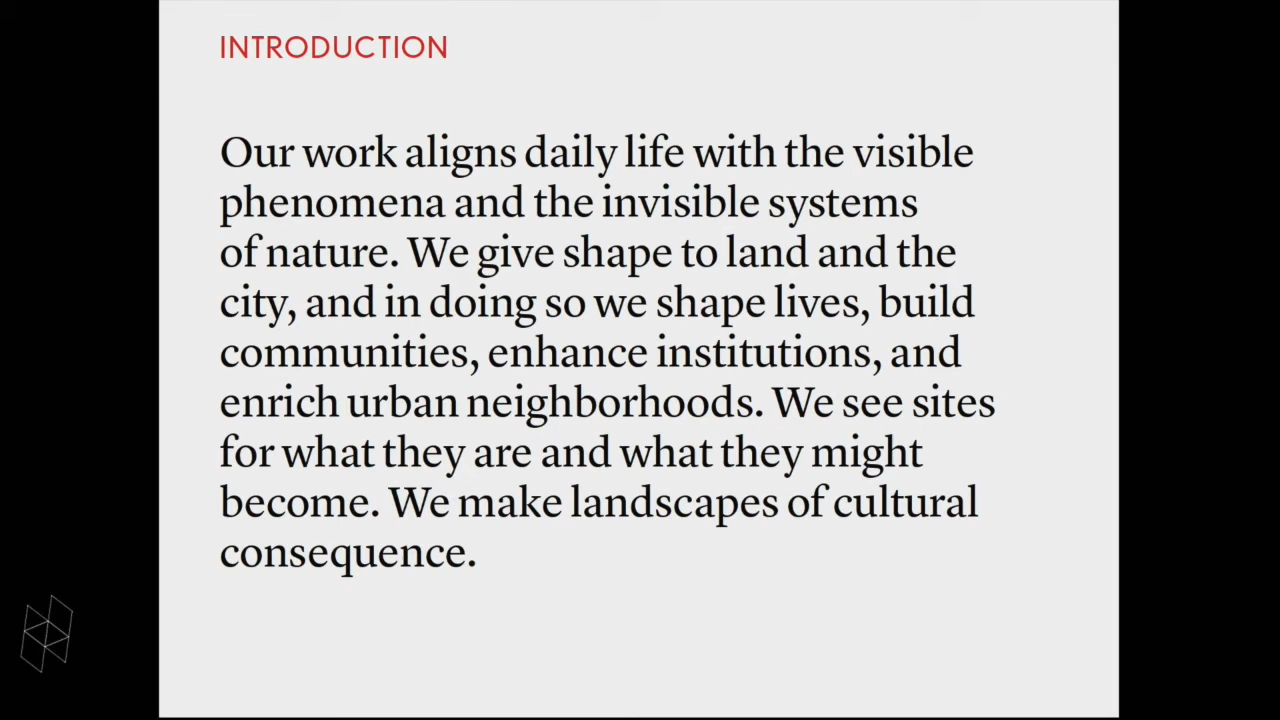 INTRODUCTION
Our work aligns daily life with the visible
phenomena and the invisible systems
of nature. We give shape to land and the
city, and in doing so we shape lives, build
communities, enhance institutions, and
enrich urban neighborhoods. We see sites
for what they are and what they might
become. We make landscapes of cultural
consequence.